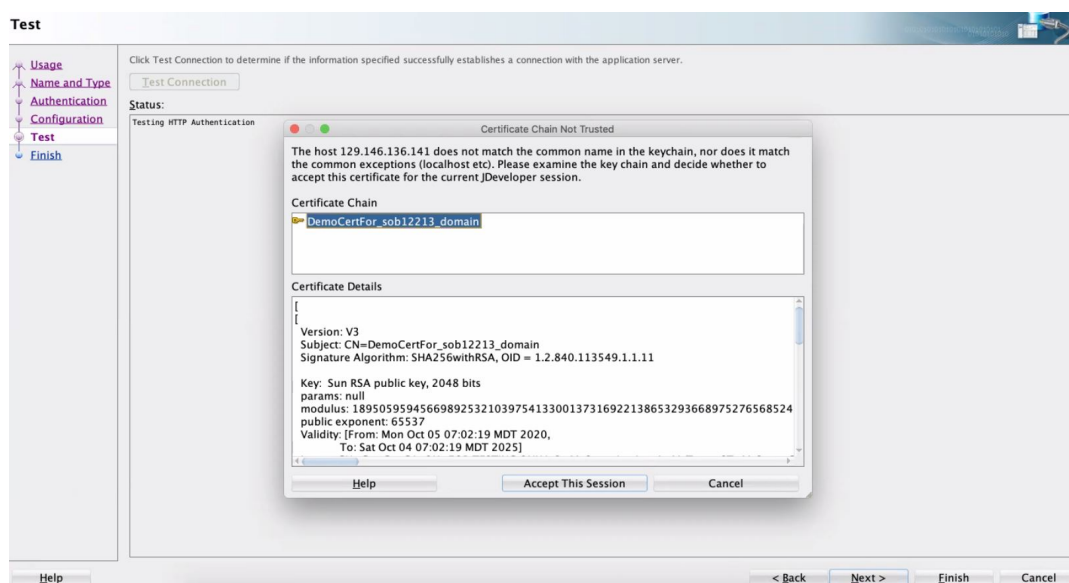 Test
Usage
Name and Type
Authentication
Configuration
Test
Finish
Click Test Connection to determine if the information specified successfully establishes a connection with the application server.
Test Connection
Status:
Testing HTTP Authentication
Certificate Chain Not Trusted
The host 129.146.136.141 does not match the common name in the keychain, nor does it match
the common exceptions (localhost etc). Please examine the key chain and decide whether to
accept this certificate for the current JDeveloper session.
Certificate Chain
DemoCertFor_sob12213_domain
Certificate Details
[
[
Version: V3
Subject: CN=DemoCertFor_sob12213_domain
Signature Algorithm: SHA256withRSA, OID = 1.2.840.113549.1.1.11
Key: Sun RSA public key, 2048 bits
params: null
modulus: 
public exponent: 65537
Validity: [From: Mon Oct 05 07:02:19 MDT 2020,
To: Sat Oct 04 07:02:19 MDT 2025]
Help
Accept This Session
Cancel
Help
< Back
Next >
Finish
Cancel